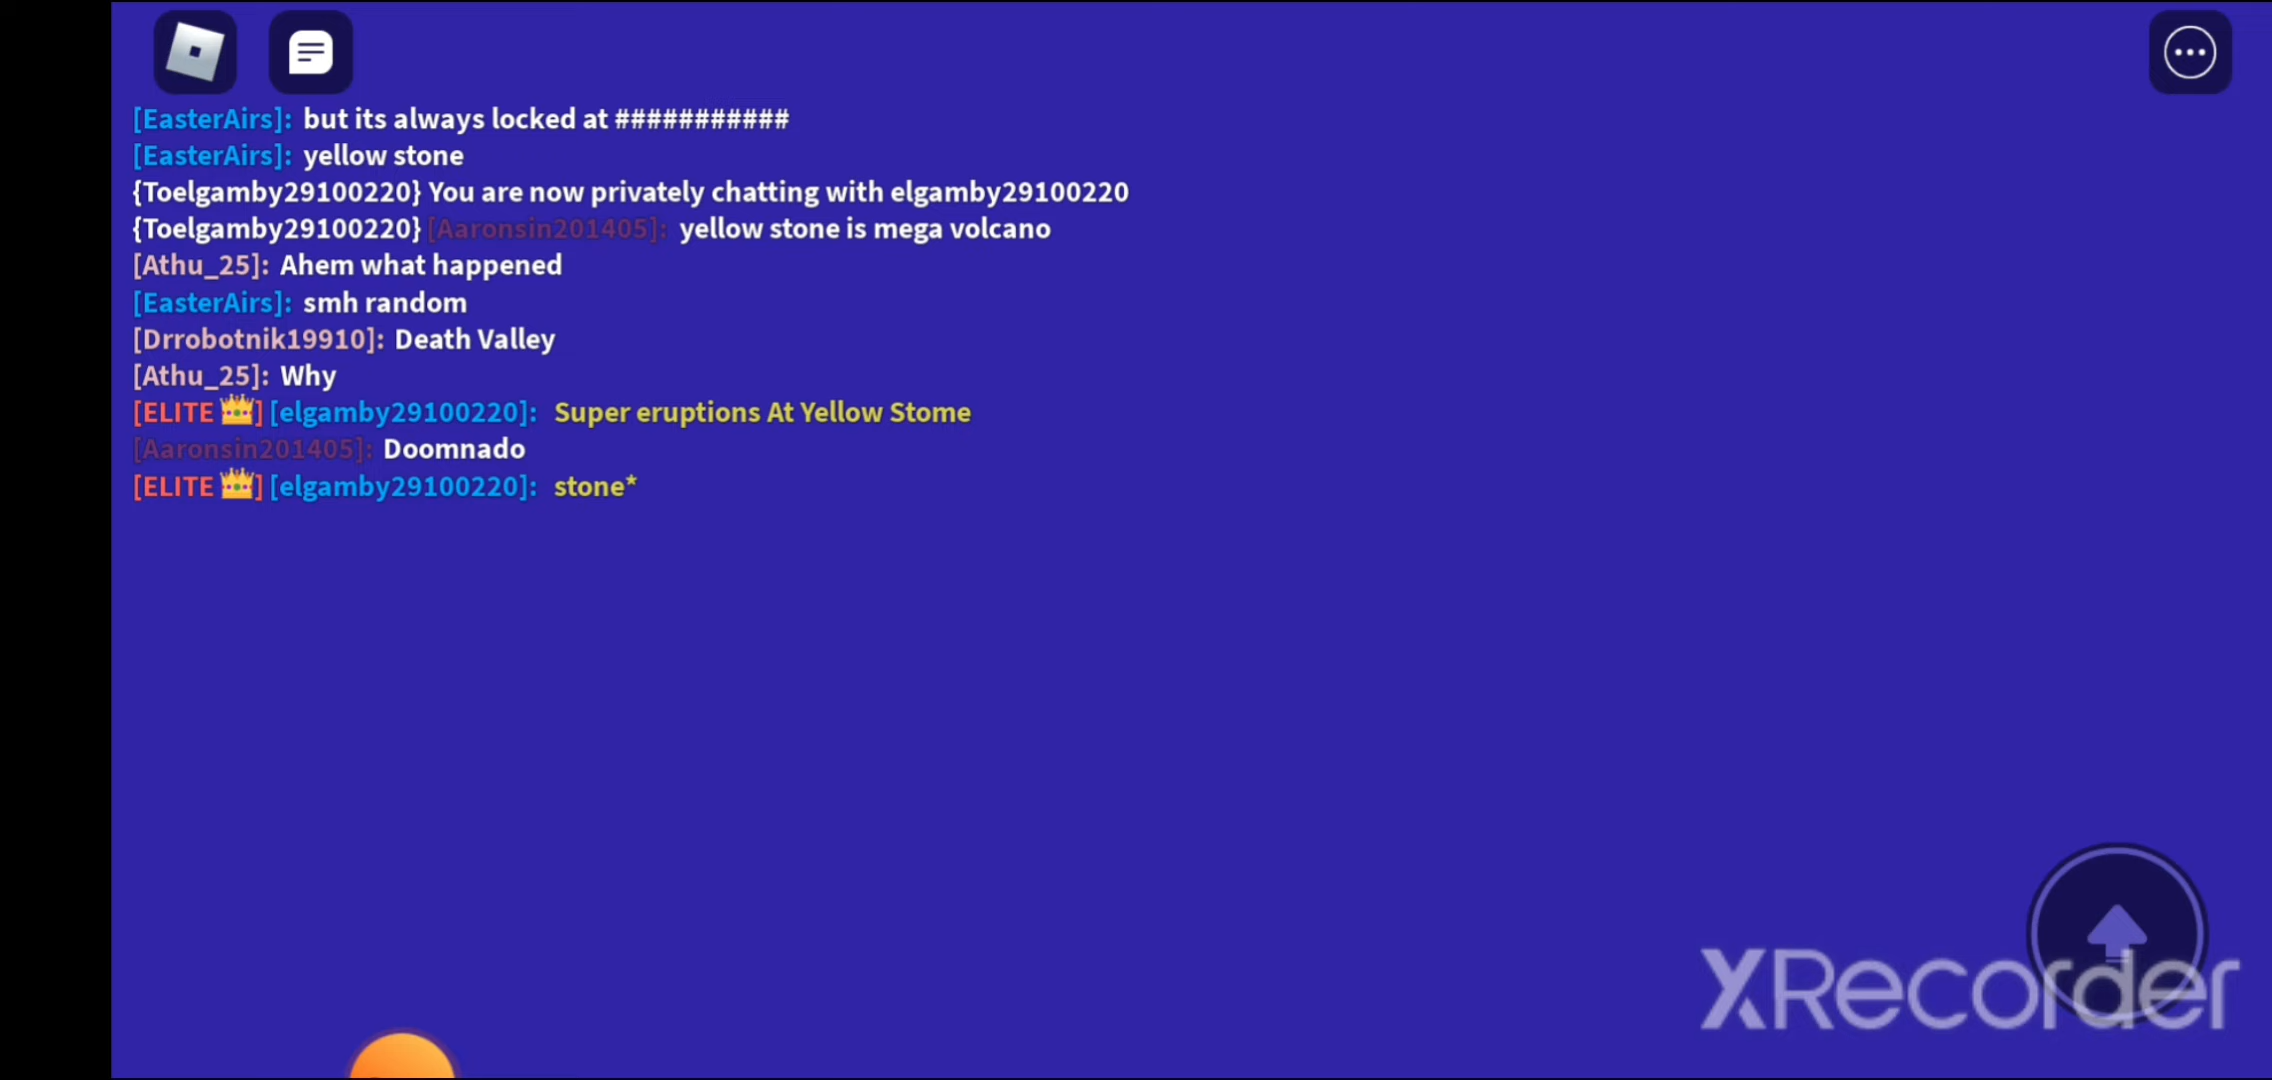 [EasterAirs]: but its always locked at ###########
[EasterAirs]: yellow stone
{Toelgamby29100220} You are now privately chatting with elgamby29100220
{Toelgamby29100220} [Aaronsin201405]: yellow stone is mega volcano
[Athu_25]: Ahem what happened
[EasterAirs]: smh random
[Drrobotnik19910]: Death Valley
[Athu_25]: Why
[ELITE 👑] [elgamby29100220]: Super eruptions At Yellow Stome
[Aaronsin201405]: Doomnado
[ELITE 👑] [elgamby29100220]: stone*
XRecorder